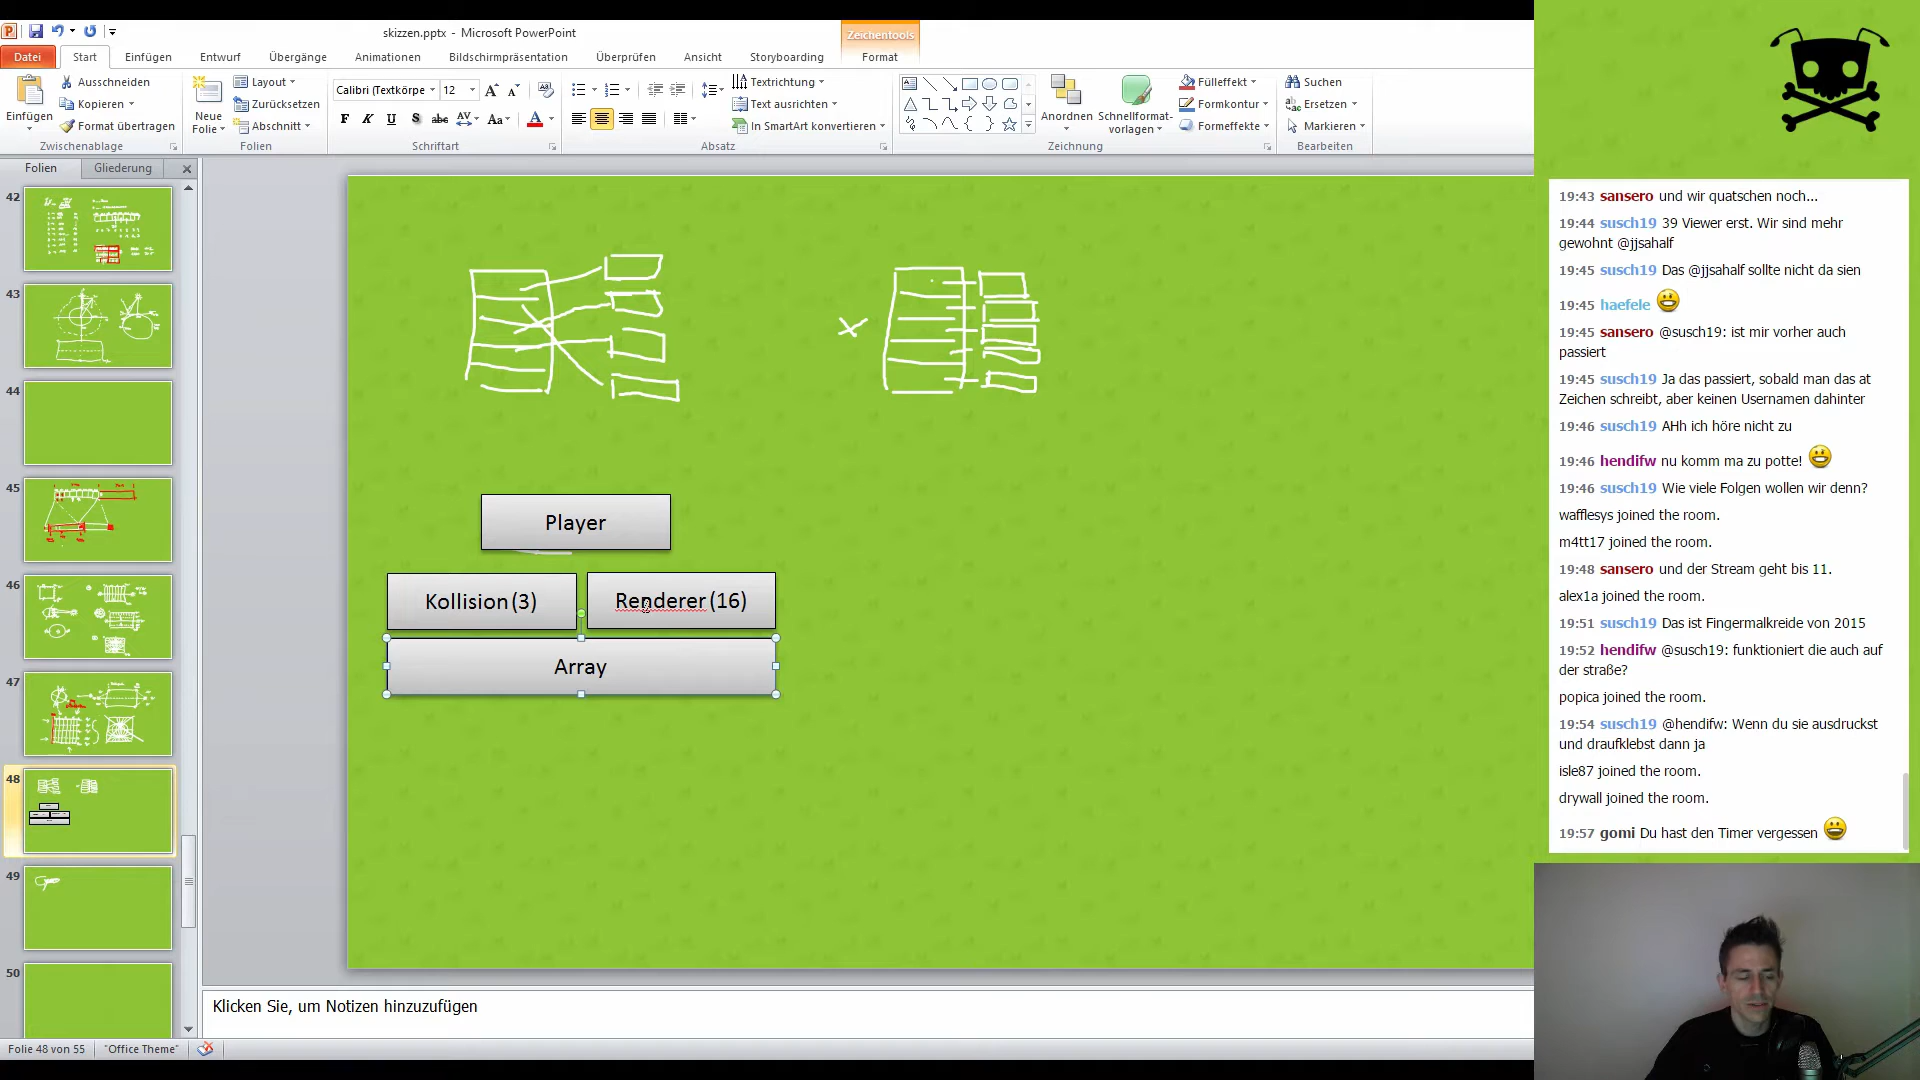 skizzen.pptx - Microsoft PowerPoint
Zeichentools
Datei Start Einfügen Entwurf Übergänge Animationen Bildschirmpräsentation Überprüfen Ansicht Storyboarding Format
Einfügen
Ausschneiden
Kopieren
Format übertragen
Zwischenablage
Neue Folie
Layout
Zurücksetzen
Abschnitt
Folien
Calibri (Textkörpe 12
F K U S abc AV Aa A
Schriftart
Textrichtung
Text ausrichten
In SmartArt konvertieren
Absatz
Anordnen
Schnellformat-
vorlagen
Fülleffekt
Formkontur
Formeffekte
Zeichnung
Suchen
Ersetzen
Markieren
Bearbeiten
Folien Gliederung
42
43
44
45
46
47
48
49
50
Player
Kollision (3)
Renderer (16)
Array
Klicken Sie, um Notizen hinzuzufügen
Folie 48 von 55 "Office Theme"
19:43 sansero und wir quatschen noch...
19:44 susch19 39 Viewer erst. Wir sind mehr
gewohnt @jjsahalf
19:45 susch19 Das @jjsahalf sollte nicht da sien
19:45 haefele
19:45 sansero @susch19: ist mir vorher auch
passiert
19:45 susch19 Ja das passiert, sobald man das at
Zeichen schreibt, aber keinen Usernamen dahinter
19:46 susch19 AHh ich höre nicht zu
19:46 hendifw nu komm ma zu potte!
19:46 susch19 Wie viele Folgen wollen wir denn?
wafflesys joined the room.
m4tt17 joined the room.
19:48 sansero und der Stream geht bis 11.
alex1a joined the room.
19:51 susch19 Das ist Fingermalkreide von 2015
19:52 hendifw @susch19: funktioniert die auch auf
der straße?
popica joined the room.
19:54 susch19 @hendifw: Wenn du sie ausdruckst
und draufklebst dann ja
isle87 joined the room.
drywall joined the room.
19:57 gomi Du hast den Timer vergessen